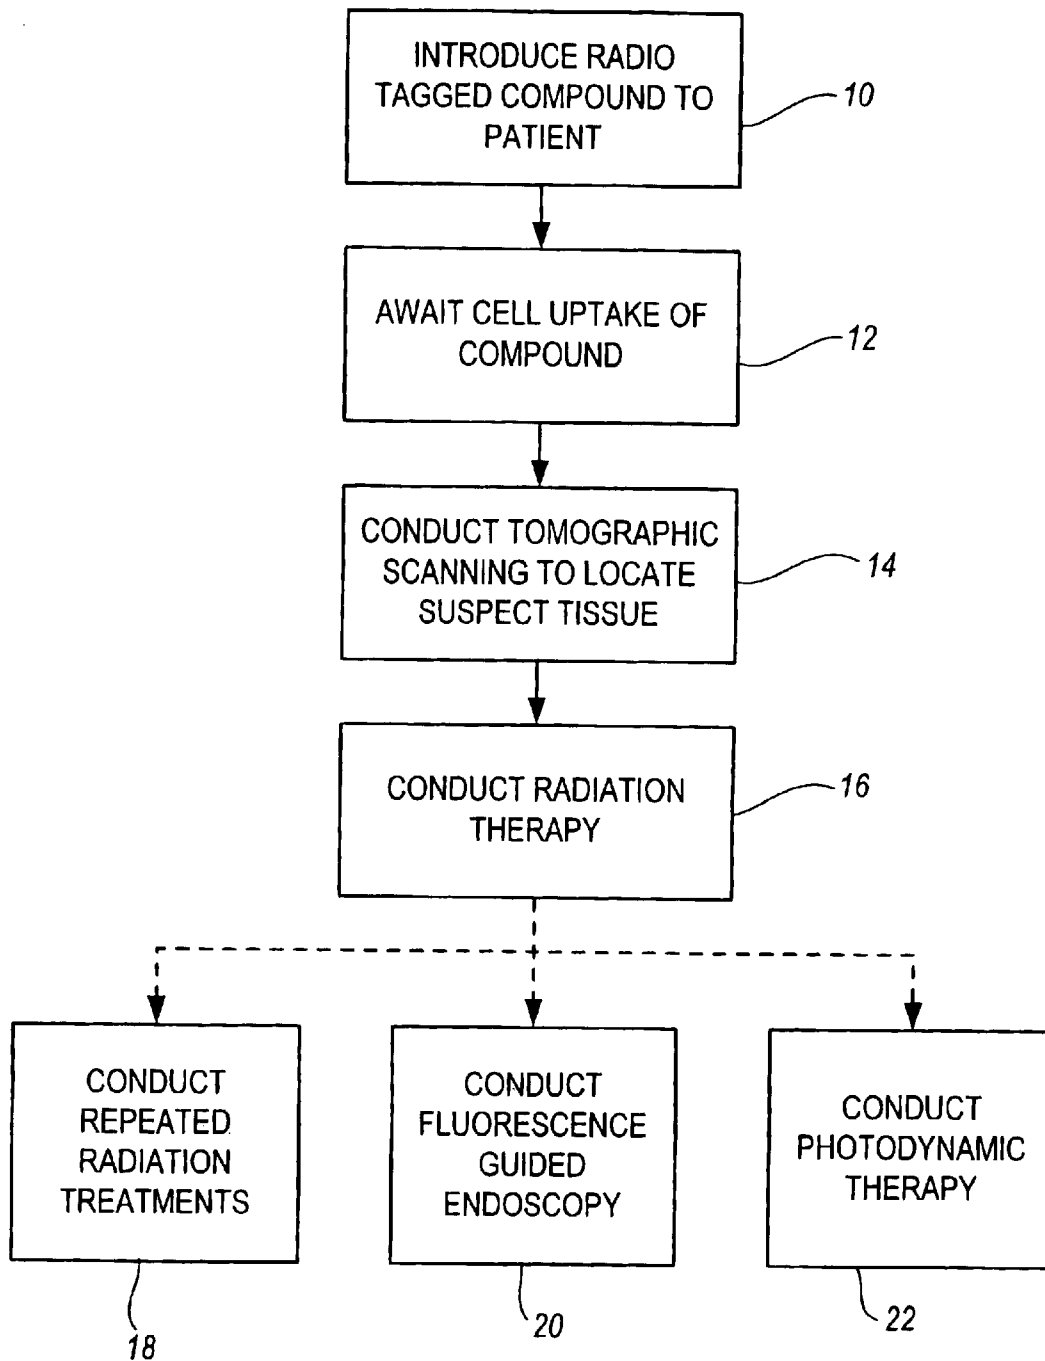 INTRODUCE RADIO
TAGGED COMPOUND TO
PATIENT
10
AWAIT CELL UPTAKE OF
COMPOUND
12
CONDUCT TOMOGRAPHIC
SCANNING TO LOCATE
SUSPECT TISSUE
14
CONDUCT RADIATION
THERAPY
16
CONDUCT
REPEATED
RADIATION
TREATMENTS
18
CONDUCT
FLUORESCENCE
GUIDED
ENDOSCOPY
20
CONDUCT
PHOTODYNAMIC
THERAPY
22